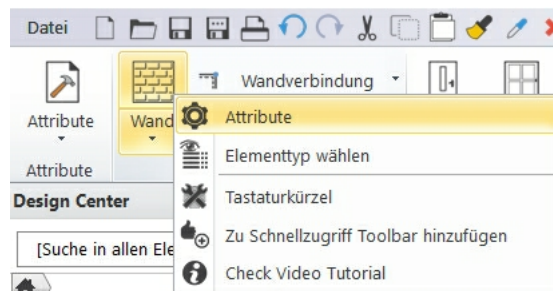 Datei
Wandverbindung
Attribute
Wand
Attribute
Attribute
Elementtyp wählen
Design Center
Tastaturkürzel
[Suche in allen Ele
Zu Schnellzugriff Toolbar hinzufügen
Check Video Tutorial